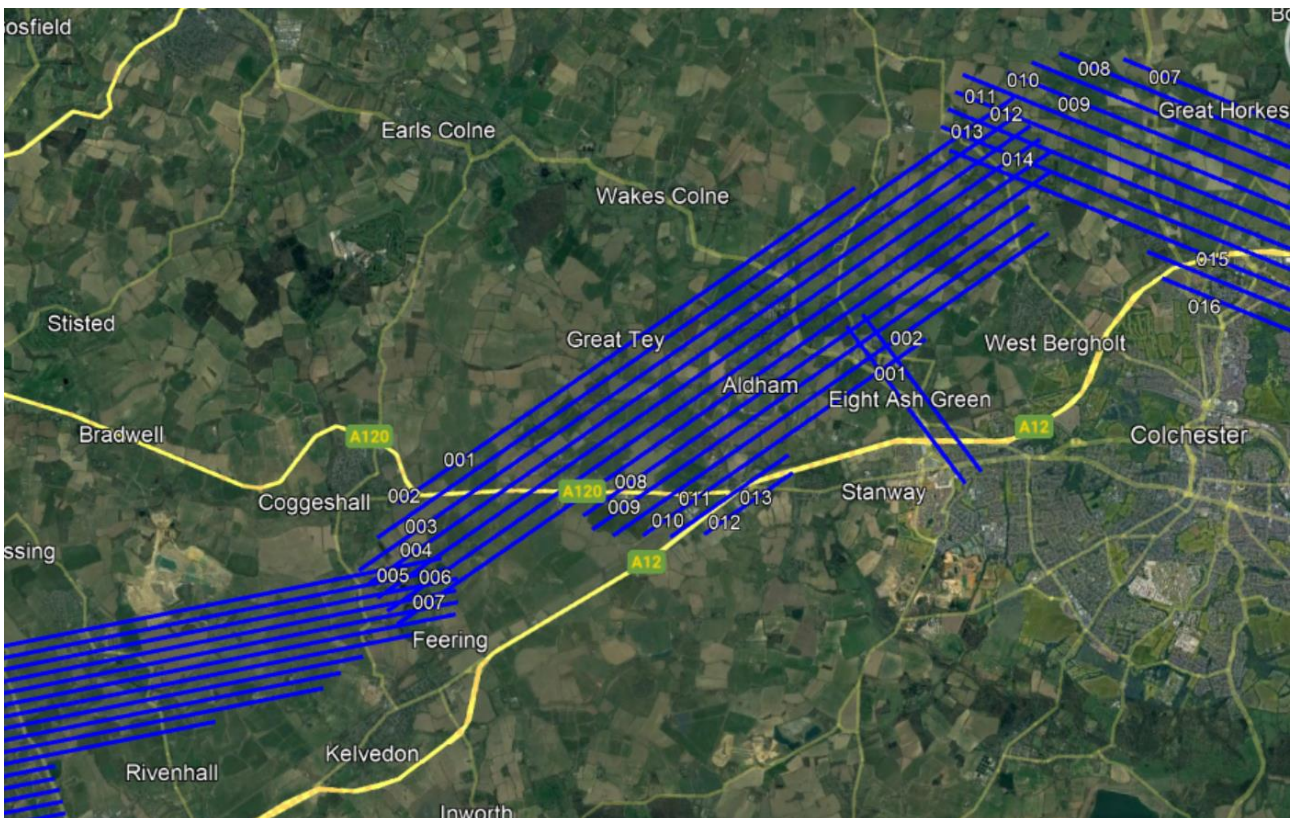 osfield
Bo
008
007
010
011
009
Great Horkes
012
Earls Colne
013
014
Wakes Colne
015
016
Stisted
Great Tey
002
West Bergholt
001
Aldham
Eight Ash Green
Bradwell
A120
A12
Colchester
001
Coggeshall
002
A120
008
011
013
Stanway
009
010
012
003
ssing
004
A12
005
006
007
Feering
Kelvedon
Rivenhall
Inworth